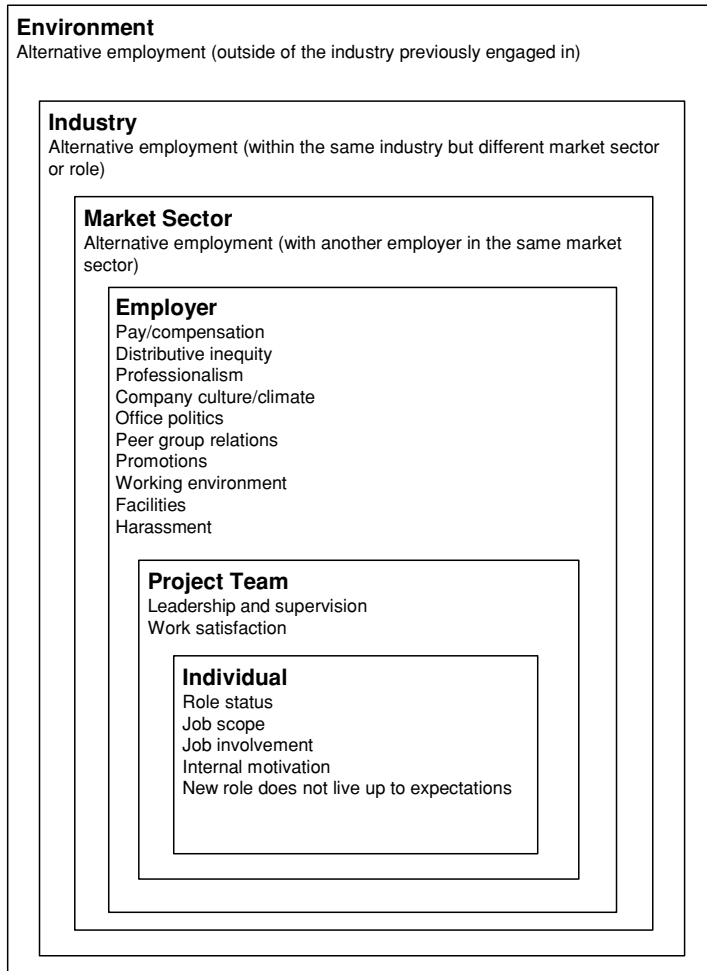 Environment
Alternative employment (outside of the industry previously engaged in)
Industry
Alternative employment (within the same industry but different market sector
or role)
Market Sector
Alternative employment (with another employer in the same market
sector)
Employer
Pay/compensation
Distributive inequity
Professionalism
Company culture/climate
Office politics
Peer group relations
Promotions
Working environment
Facilities
Harassment
Project Team
Leadership and supervision
Work satisfaction
Individual
Role status
Job scope
Job involvement
Internal motivation
New role does not live up to expectations